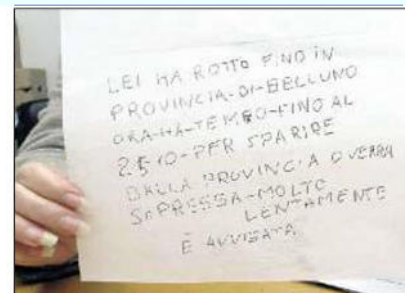 LEI HA ROTTO FINO IN
PROVINCIA-DI-BELLUNO
ORA-HA-TEMPO-FINO AL
25-10-PER SPARIRE
DALLA PROVINCIA O VERRA
SOPRESSA-MOLTO
LENTAMENTE
E AVVISATA